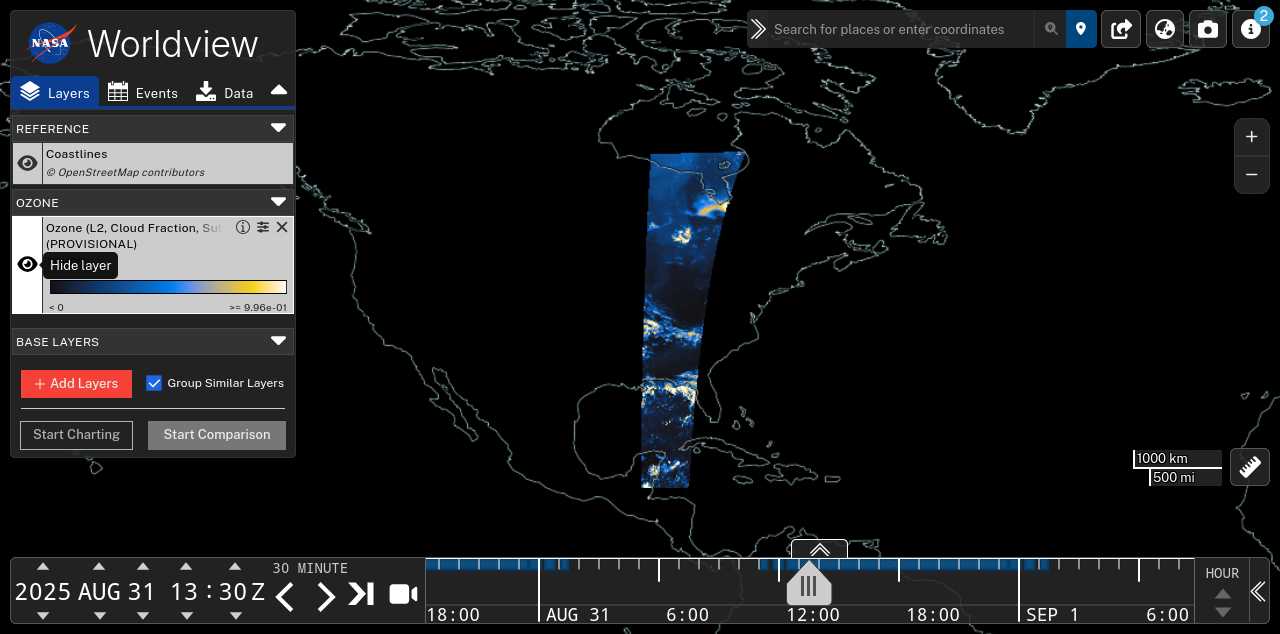 NASA Worldview
Search for places or enter coordinates
2
Layers Events Data
REFERENCE
Coastlines
© OpenStreetMap contributors
OZONE
Ozone (L2, Cloud Fraction, Su
(PROVISIONAL)
Hide layer
< 0 >= 9.96e-01
BASE LAYERS
+ Add Layers Group Similar Layers
Start Charting Start Comparison
+
−
1000 km
500 mi
30 MINUTE
2025 AUG 31 13 : 30 Z
18:00 AUG 31 6:00 12:00 18:00 SEP 1 6:00
HOUR